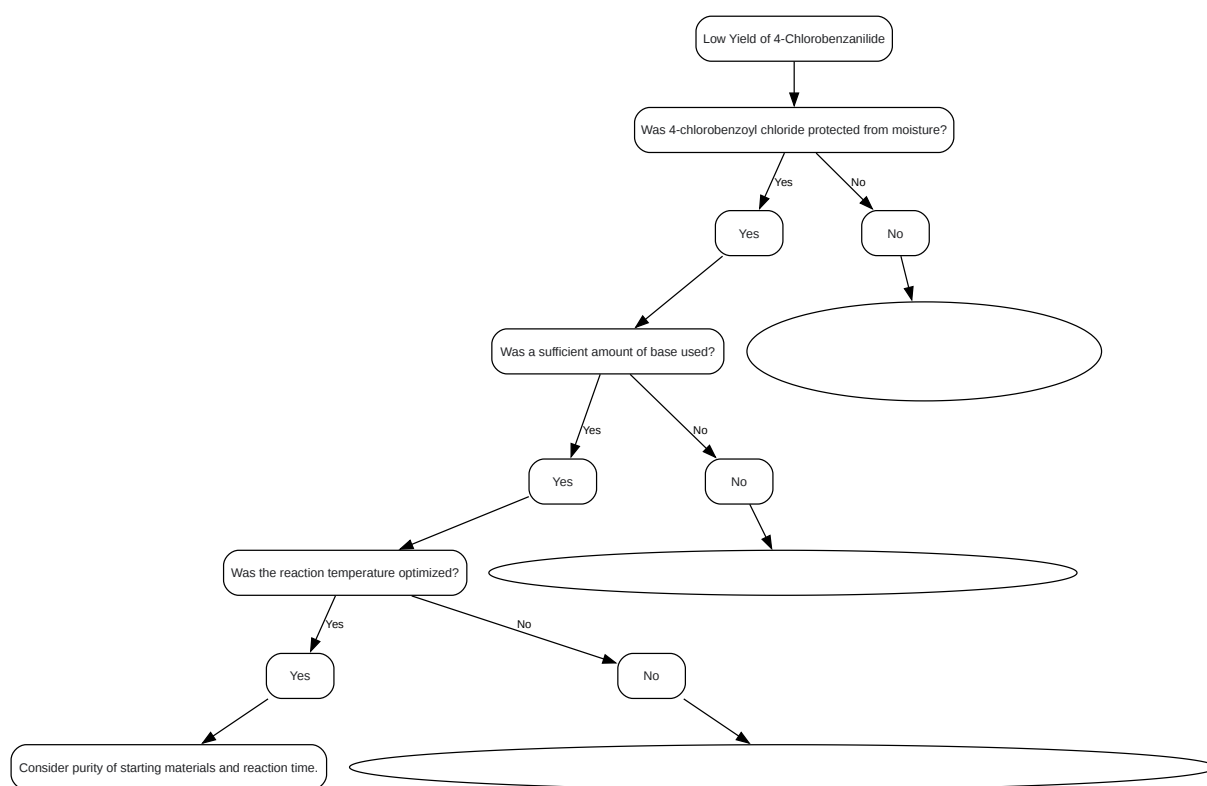 Low Yield of 4-Chlorobenzanilide
Was 4-chlorobenzoyl chloride protected from moisture?
Yes
No
Yes
No
Was a sufficient amount of base used?
Yes
No
Yes
No
Was the reaction temperature optimized?
Yes
No
Yes
No
Consider purity of starting materials and reaction time.